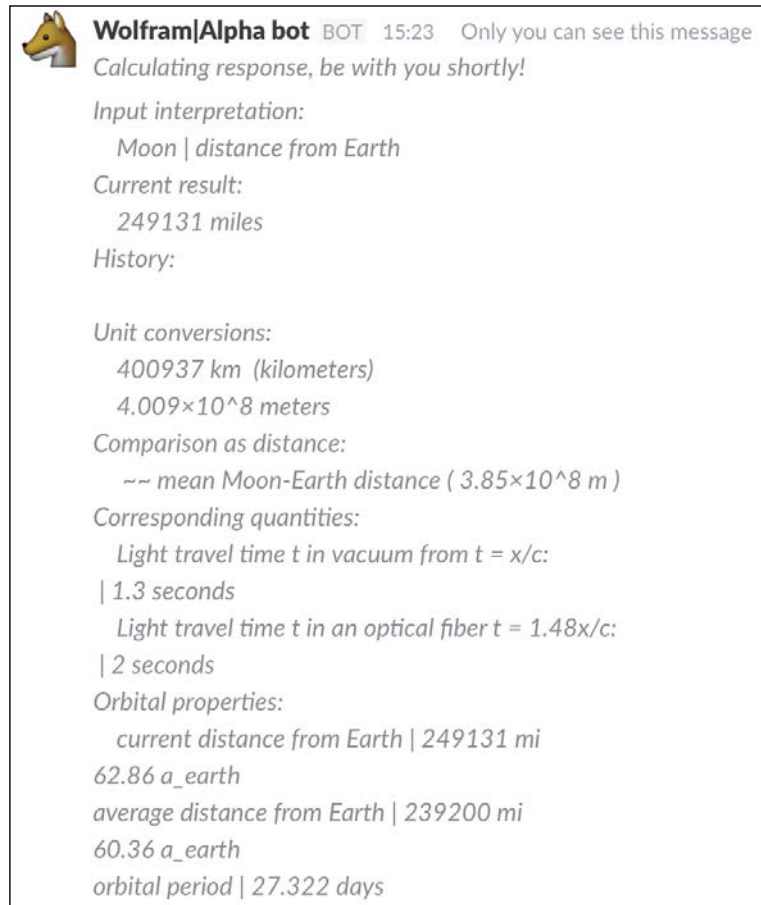 Wolfram|Alpha bot BOT 15:23 Only you can see this message
Calculating response, be with you shortly!
Input interpretation:
Moon | distance from Earth
Current result:
249131 miles
History:
Unit conversions:
400937 km (kilometers)
4.009×10^8 meters
Comparison as distance:
~~ mean Moon-Earth distance ( 3.85×10^8 m )
Corresponding quantities:
Light travel time t in vacuum from t = x/c:
| 1.3 seconds
Light travel time t in an optical fiber t = 1.48x/c:
| 2 seconds
Orbital properties:
current distance from Earth | 249131 mi
62.86 a_earth
average distance from Earth | 239200 mi
60.36 a_earth
orbital period | 27.322 days